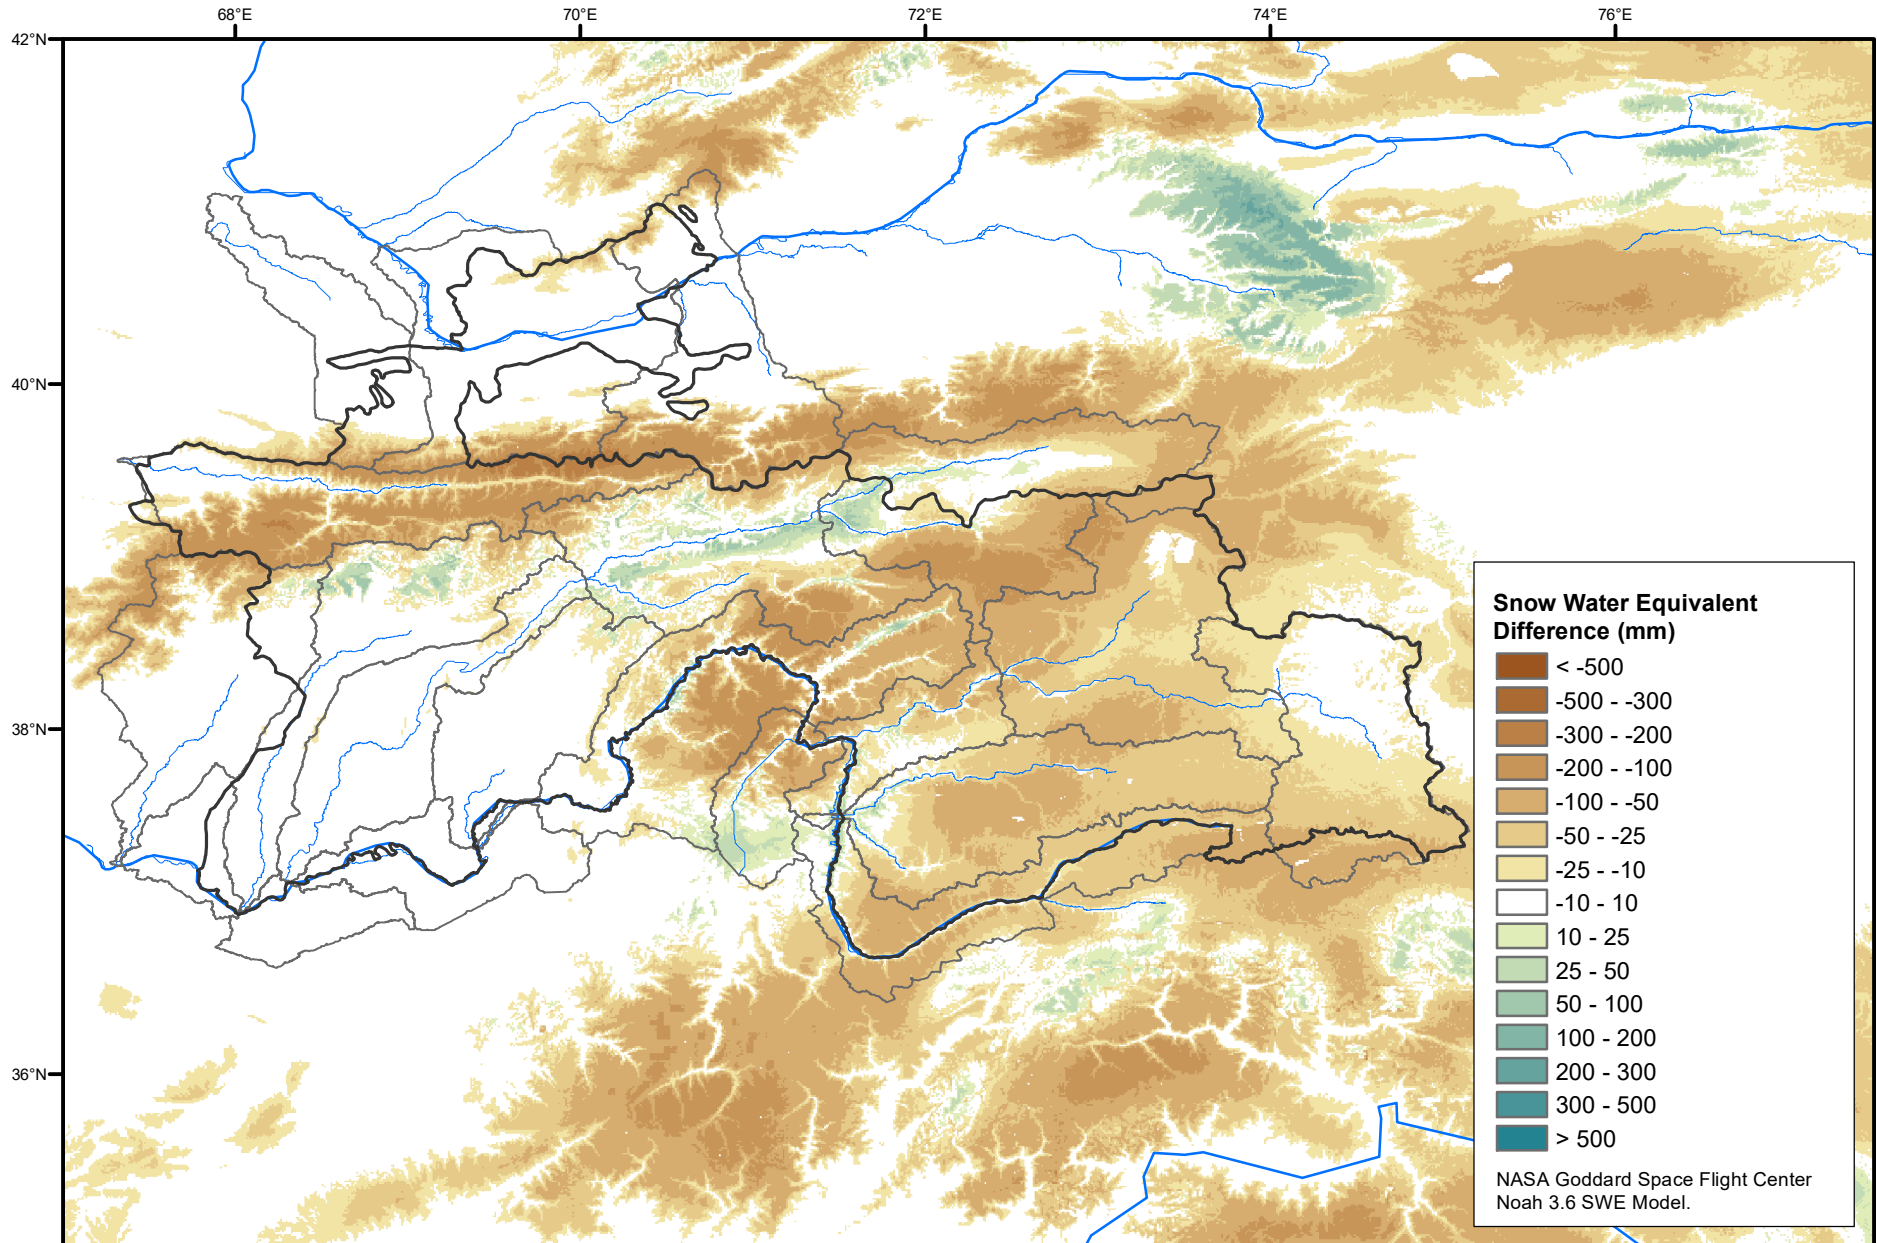 68°E
70°E
72°E
74°E
76°E
42°N
40°N
38°N
36°N
Snow Water Equivalent
Difference (mm)
< -500
-500 - -300
-300 - -200
-200 - -100
-100 - -50
-50 - -25
-25 - -10
-10 - 10
10 - 25
25 - 50
50 - 100
100 - 200
200 - 300
300 - 500
> 500
NASA Goddard Space Flight Center
Noah 3.6 SWE Model.